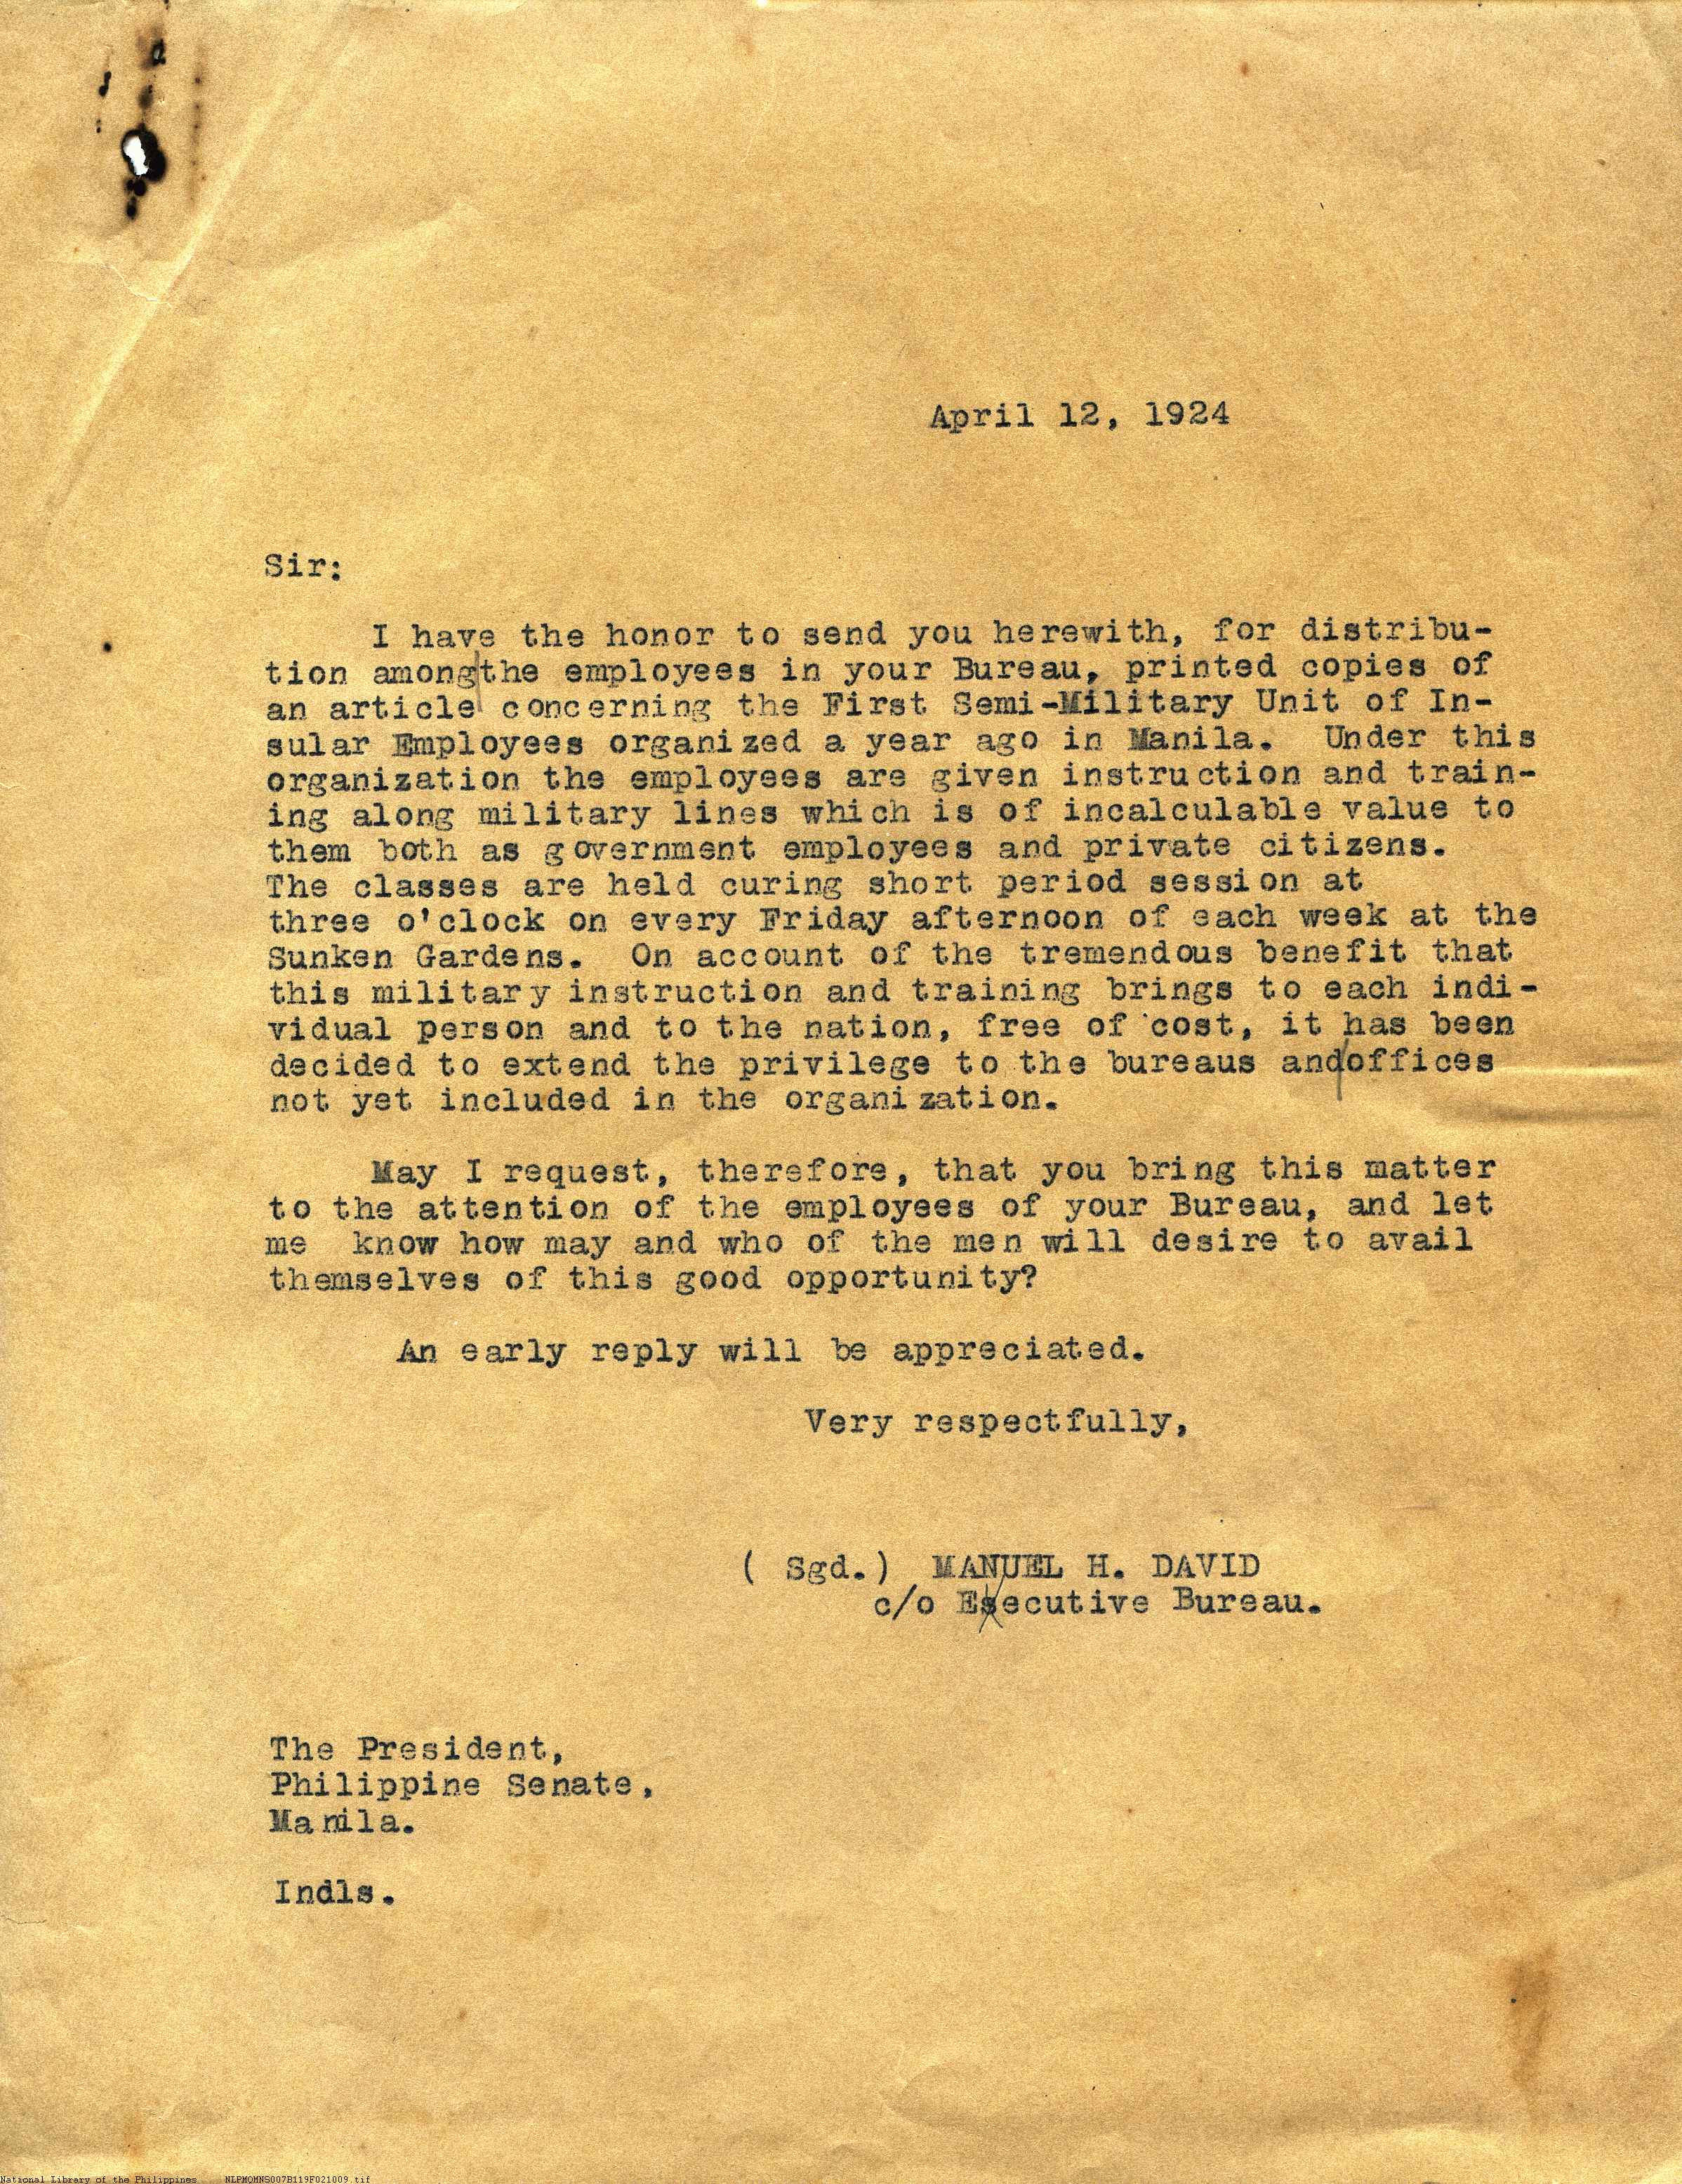 April 12, 1924
Sir:
I have the honor to send you herewith, for distribu-
tion among|the employees in your Bureau, printed copies of
an article concerning the First Semi-Military Unit of In-
sular Employees organized a year ago in Manila. Under this
organization the employees are given instruction and train-
ing along military lines which is of incalculable value to
them both as government employees and private citizens.
The classes are held curing short period session at
three o'clock on every Friday afternoon of each week at the
Sunken Gardens. On account of the tremendous benefit that
this military instruction and training brings to each indi-
vidual person and to the nation, free of cost, it has been
decided to extend the privilege to the bureaus and/offices
not yet included in the organization.
May I request, therefore, that you bring this matter
to the attention of the employees of your Bureau, and let
me know how may and who of the men will desire to avail
themselves of this good opportunity?
An early reply will be appreciated.
Very respectfully,
( Sgd.) MANUEL H. DAVID
c/o Executive Bureau.
The President,
Philippine Senate,
Manila.
Indls.
National Library of the Philippines NLPMQMNS007B119F021009.tif